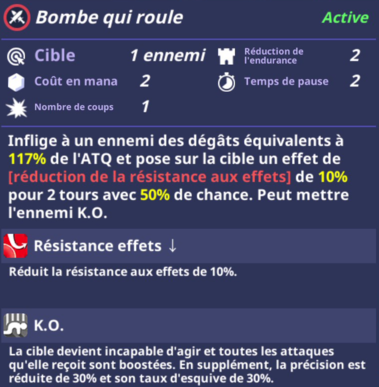 Bombe qui roule
Active
Cible 1 ennemi
Réduction de l'endurance 2
Coût en mana 2
Temps de pause 2
Nombre de coups 1
Inflige à un ennemi des dégâts équivalents à
117% de l'ATQ et pose sur la cible un effet de
[réduction de la résistance aux effets] de 10%
pour 2 tours avec 50% de chance. Peut mettre
l'ennemi K.O.
Résistance effets ↓
Réduit la résistance aux effets de 10%.
K.O.
La cible devient incapable d'agir et toutes les attaques
qu'elle reçoit sont boostées. En supplément, la précision est
réduite de 30% et son taux d'esquive de 30%.